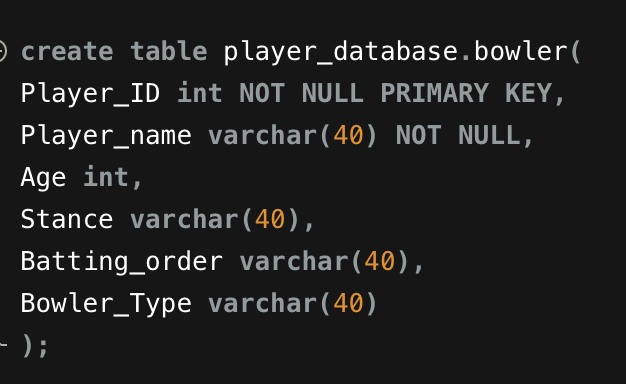 create table player_database.bowler(
Player_ID int NOT NULL PRIMARY KEY,
Player_name varchar(40) NOT NULL,
Age int,
Stance varchar(40),
Batting_order varchar(40),
Bowler_Type varchar(40)
);